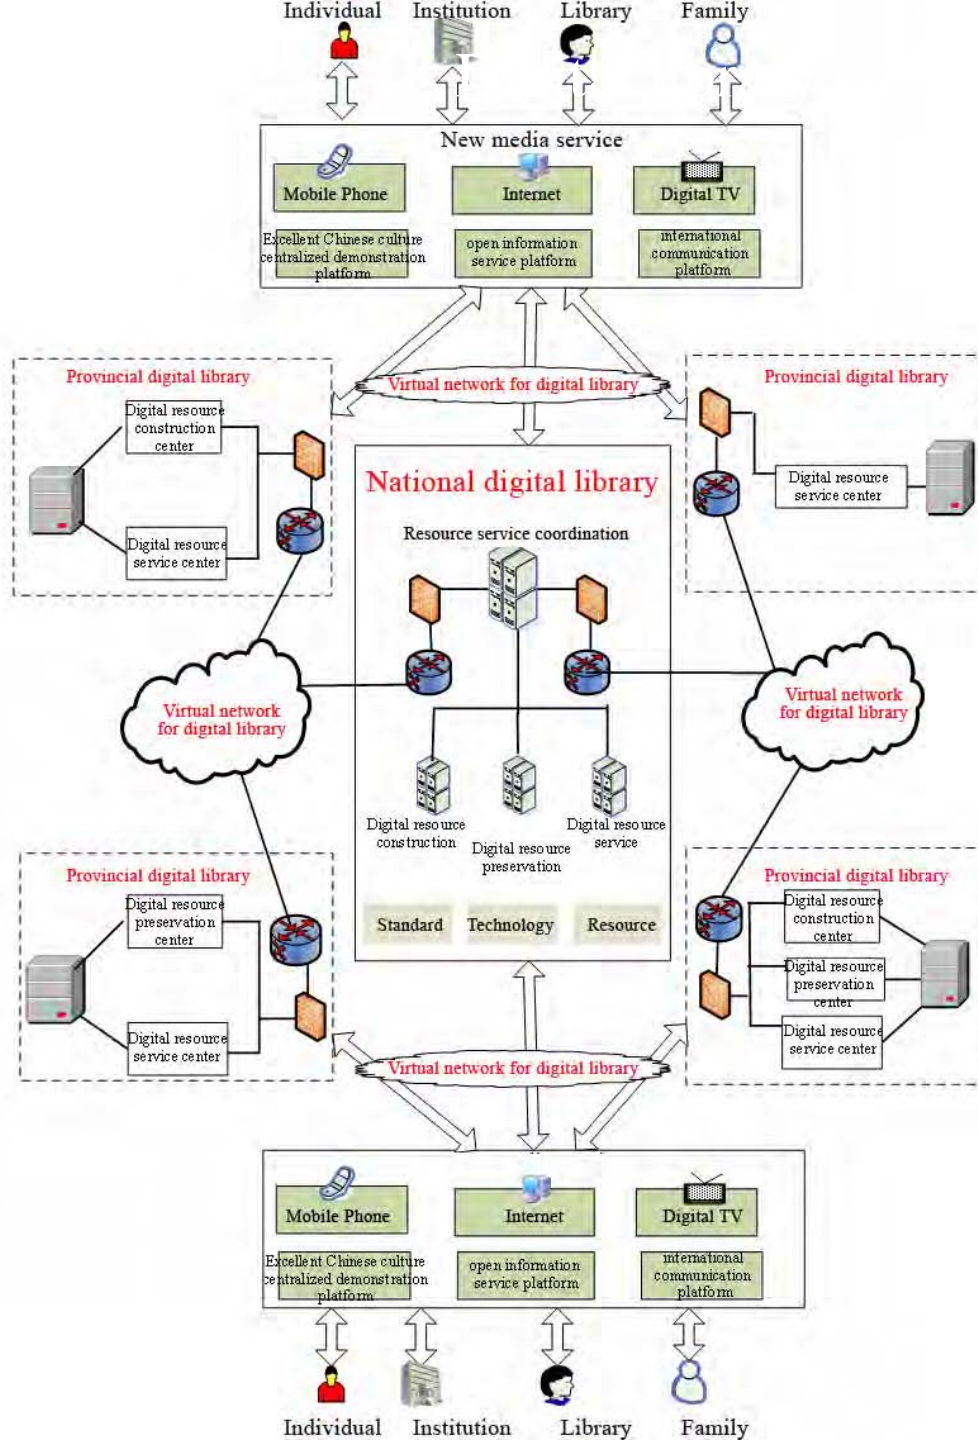 Individual
Institution
Library
Family
New media service
Mobile Phone
Internet
Digital TV
Excellent Chinese culture
centralized demonstration
platform
open information
service platform
international
communication
platform
Virtual network for digital library
Provincial digital library
Digital resource
construction
center
Digital resource
service center
Provincial digital library
Digital resource
service center
National digital library
Resource service coordination
Virtual network
for digital library
Virtual network
for digital library
Digital resource
construction
Digital resource
preservation
Digital resource
service
Standard
Technology
Resource
Provincial digital library
Digital resource
preservation
center
Digital resource
service center
Provincial digital library
Digital resource
construction
center
Digital resource
preservation
center
Digital resource
service center
Virtual network for digital library
Mobile Phone
Internet
Digital TV
Excellent Chinese culture
centralized demonstration
platform
open information
service platform
international
communication
platform
Individual
Institution
Library
Family